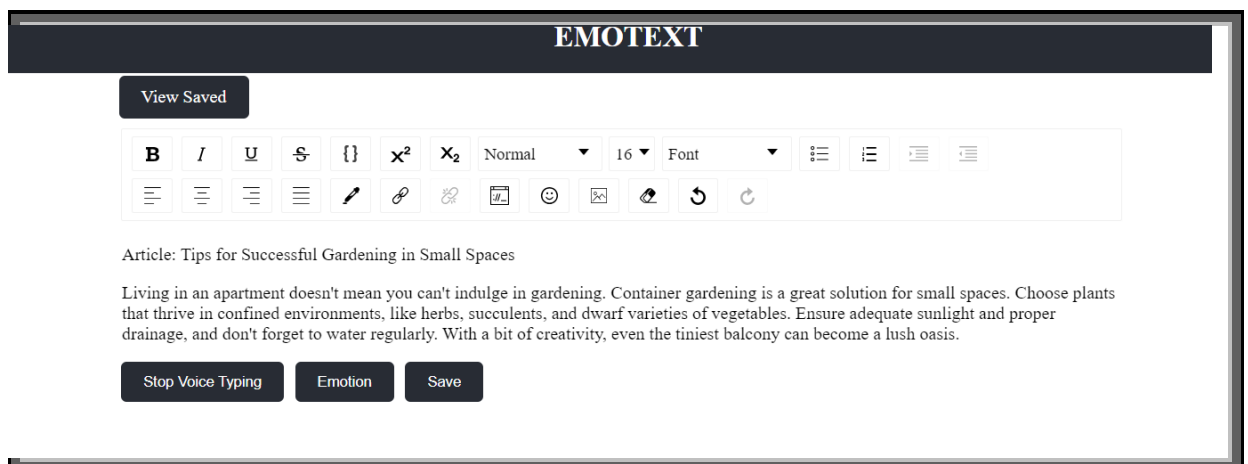 EMOTEXT
View Saved
B I U S {} x² X₂ Normal 16 Font
Article: Tips for Successful Gardening in Small Spaces
Living in an apartment doesn't mean you can't indulge in gardening. Container gardening is a great solution for small spaces. Choose plants
that thrive in confined environments, like herbs, succulents, and dwarf varieties of vegetables. Ensure adequate sunlight and proper
drainage, and don't forget to water regularly. With a bit of creativity, even the tiniest balcony can become a lush oasis.
Stop Voice Typing Emotion Save